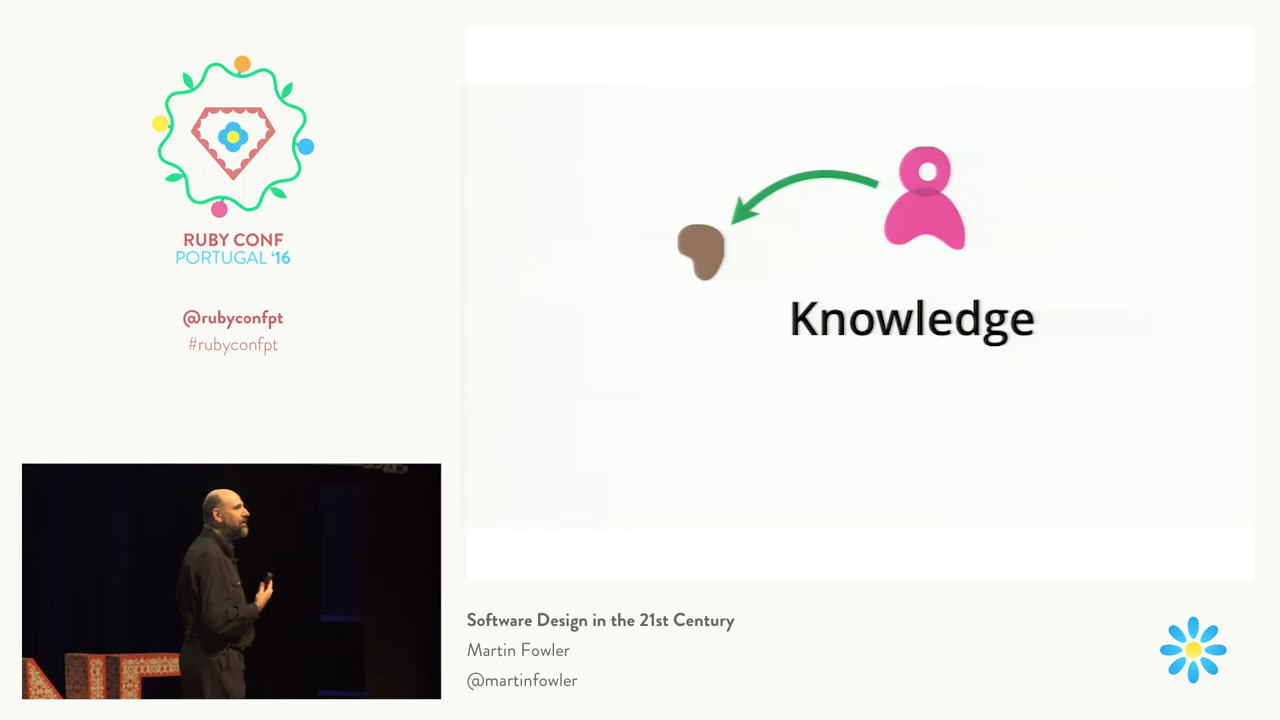 RUBY CONF
PORTUGAL '16
@rubyconfpt
#rubyconfpt
Knowledge
Software Design in the 21st Century
Martin Fowler
@martinfowler